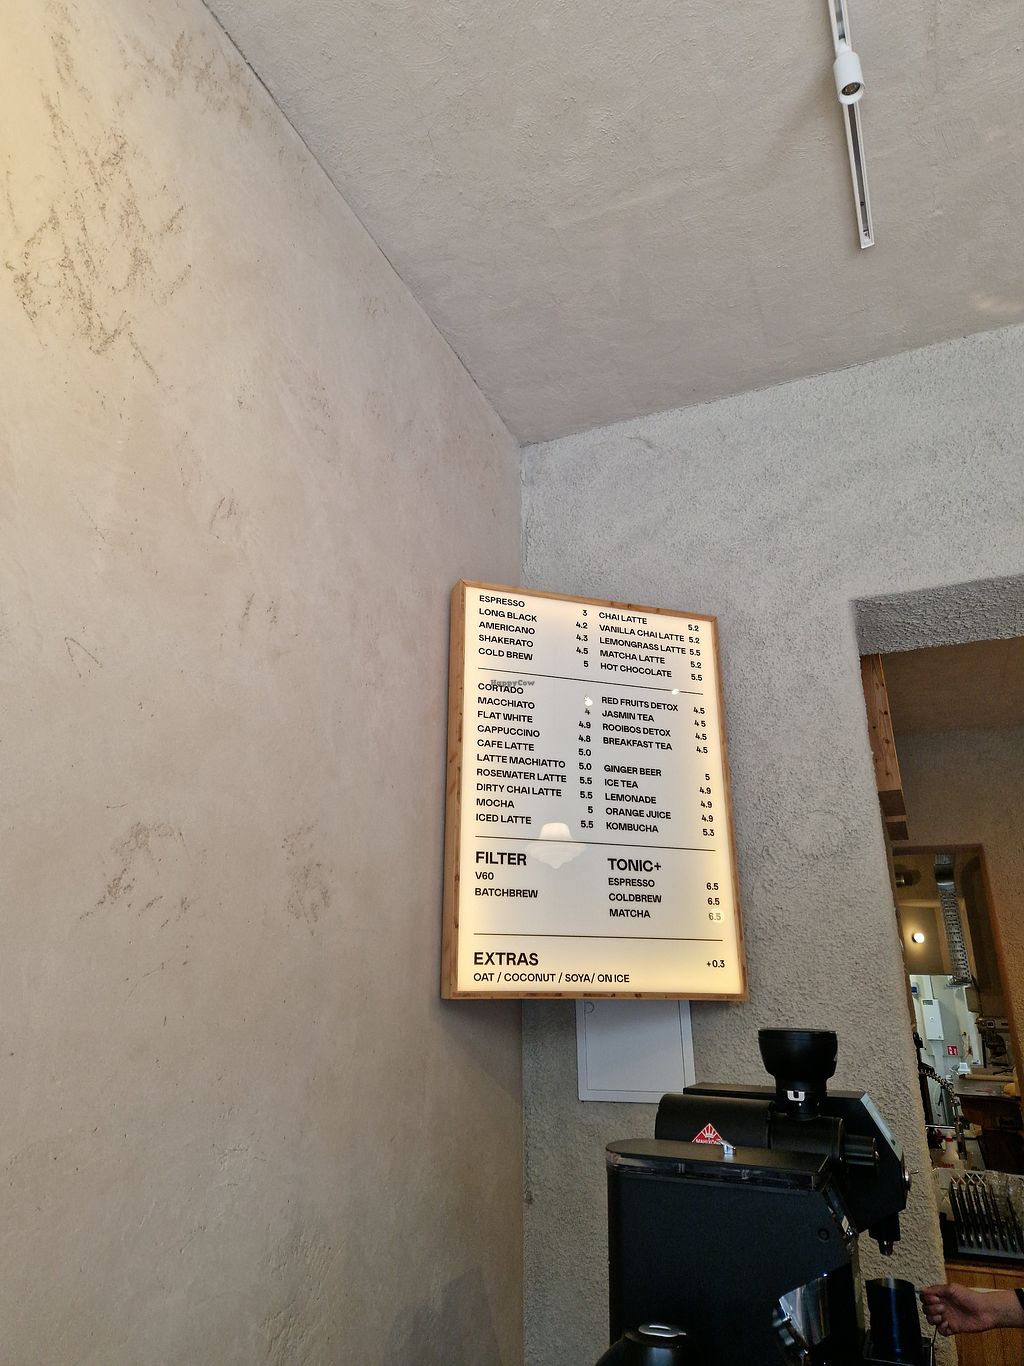 ESPRESSO 3
LONG BLACK 4.2
AMERICANO 4.3
SHAKERATO 4.5
COLD BREW 5
CHAI LATTE 5.2
VANILLA CHAI LATTE 5.2
LEMONGRASS LATTE 5.5
MATCHA LATTE 5.2
HOT CHOCOLATE 5.5
HappyCow
CORTADO
MACCHIATO 4
FLAT WHITE 4.9
CAPPUCCINO 4.8
CAFE LATTE 5.0
LATTE MACHIATTO 5.0
ROSEWATER LATTE 5.5
DIRTY CHAI LATTE 5.5
MOCHA 5
ICED LATTE 5.5
RED FRUITS DETOX 4.5
JASMIN TEA 4.5
ROOIBOS DETOX 4.5
BREAKFAST TEA 4.5
GINGER BEER 5
ICE TEA 4.9
LEMONADE 4.9
ORANGE JUICE 4.9
KOMBUCHA 5.3
FILTER
V60
BATCHBREW
TONIC+
ESPRESSO 6.5
COLDBREW 6.5
MATCHA 6.5
EXTRAS +0.3
OAT / COCONUT / SOYA/ ON ICE